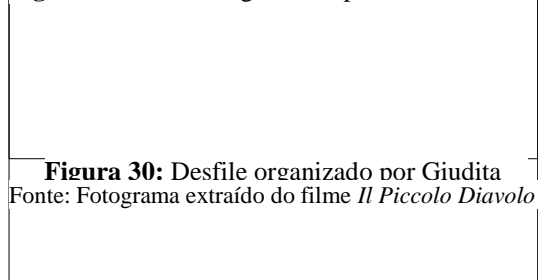 Figura 30: Desfile organizado por Giudita
Fonte: Fotograma extraído do filme Il Piccolo Diavolo